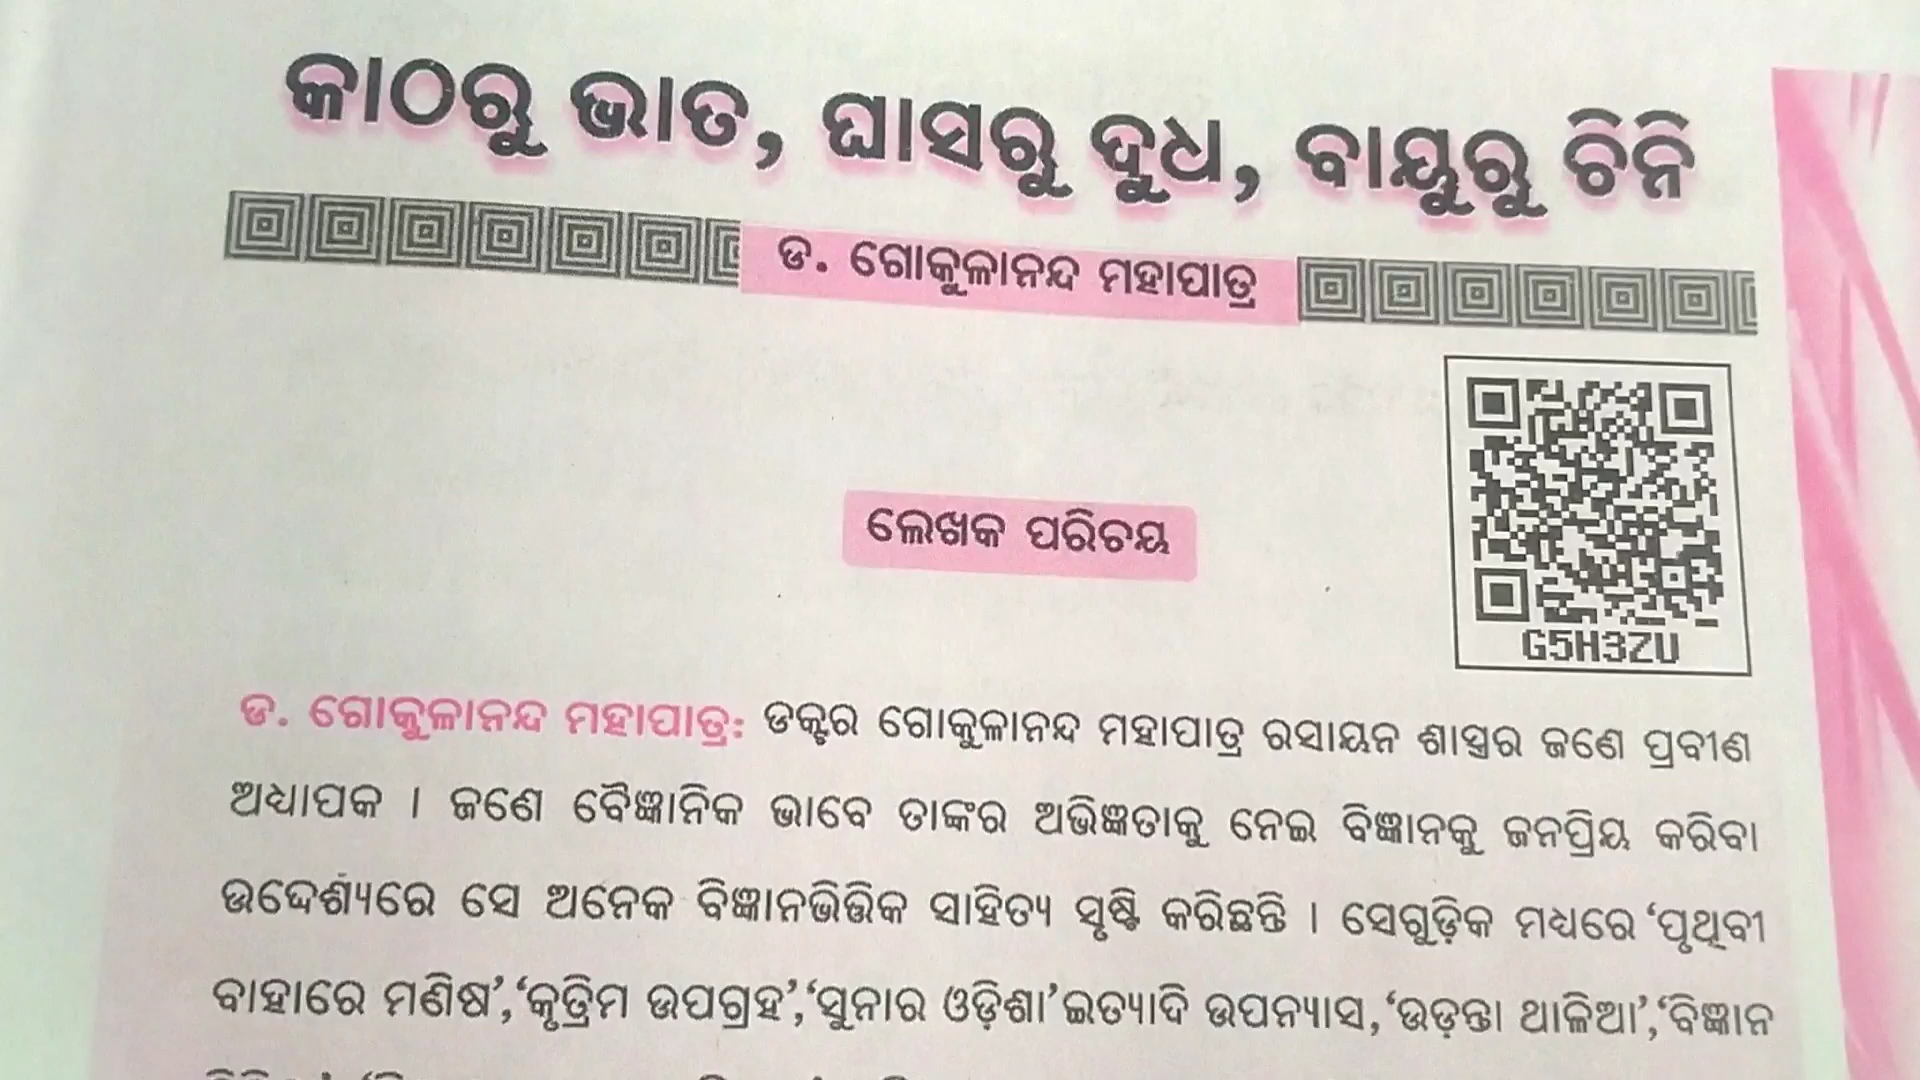 କାଠରୁ ଭାତ, ଘାସରୁ ଦୁଧ, ବାୟୁରୁ ଚିନି
ଡ. ଗୋକୁଳାନନ୍ଦ ମହାପାତ୍ର
ଲେଖକ ପରିଚୟ
G5H3ZU
ଡ. ଗୋକୁଳାନନ୍ଦ ମହାପାତ୍ର: ଡକ୍ଟର ଗୋକୁଳାନନ୍ଦ ମହାପାତ୍ର ରସାୟନ ଶାସ୍ତ୍ରର ଜଣେ ପ୍ରବୀଣ
ଅଧ୍ୟାପକ । ଜଣେ ବୈଜ୍ଞାନିକ ଭାବେ ତାଙ୍କର ଅଭିଜ୍ଞତାକୁ ନେଇ ବିଜ୍ଞାନକୁ ଜନପ୍ରିୟ କରିବା
ଉଦ୍ଦେଶ୍ୟରେ ସେ ଅନେକ ବିଜ୍ଞାନଭିତ୍ତିକ ସାହିତ୍ୟ ସୃଷ୍ଟି କରିଛନ୍ତି । ସେଗୁଡ଼ିକ ମଧ୍ୟରେ ‘ପୃଥିବୀ
ବାହାରେ ମଣିଷ’, ‘କୃତ୍ରିମ ଉପଗ୍ରହ’, ‘ସୁନାର ଓଡ଼ିଶା’ ଇତ୍ୟାଦି ଉପନ୍ୟାସ, ‘ଉଡ଼ନ୍ତା ଥାଳିଆ’, ‘ବିଜ୍ଞାନ